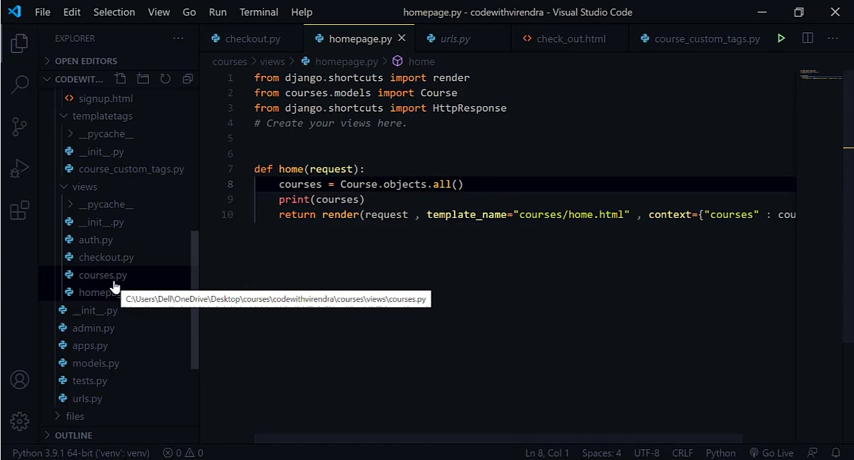 File Edit Selection View Go Run Terminal Help homepage.py - codewithvirendra - Visual Studio Code
EXPLORER ...
checkout.py homepage.py urls.py check_out.html course_custom_tags.py
OPEN EDITORS
CODEWIT...
courses > views > homepage.py > home
signup.html
templatetags
__pycache__
__init__.py
course_custom_tags.py
views
__pycache__
__init__.py
auth.py
checkout.py
courses.py
C:\Users\Dell\OneDrive\Desktop\courses\codewithvirendra\courses\views\courses.py
__init__.py
admin.py
apps.py
models.py
tests.py
urls.py
files
OUTLINE
1 from django.shortcuts import render
2 from courses.models import Course
3 from django.shortcuts import HttpResponse
4 # Create your views here.
5
6
7 def home(request):
8 courses = Course.objects.all()
9 print(courses)
10 return render(request , template_name="courses/home.html" , context={"courses" : cou
Python 3.9.1 64-bit ('venv': venv) 0 0 Ln 8, Col 1 Spaces: 4 UTF-8 CRLF Python Go Live